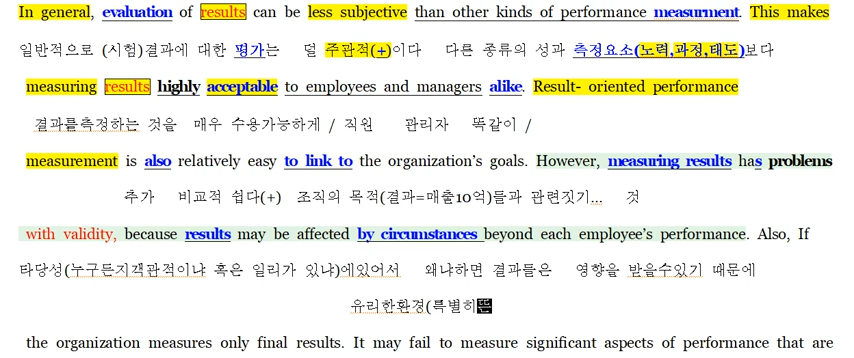 In general, evaluation of results can be less subjective than other kinds of performance measurment. This makes
일반적으로 (시험)결과에 대한 평가는 덜 주관적(+)이다 다른 종류의 성과 측정요소(노력,과정,태도)보다
measuring results highly acceptable to employees and managers alike. Result- oriented performance
결과를측정하는 것을 매우 수용가능하게 / 직원 관리자 똑같이 /
measurement is also relatively easy to link to the organization's goals. However, measuring results has problems
추가 비교적 쉽다(+) 조직의 목적(결과=매출10억)들과 관련짓기... 것
with validity, because results may be affected by circumstances beyond each employee's performance. Also, If
타당성(누구든지객관적이냐 혹은 일리가 있냐)에있어서 왜냐하면 결과들은 영향을 받을수있기 때문에
유리한환경(특별히뜬
the organization measures only final results. It may fail to measure significant aspects of performance that are